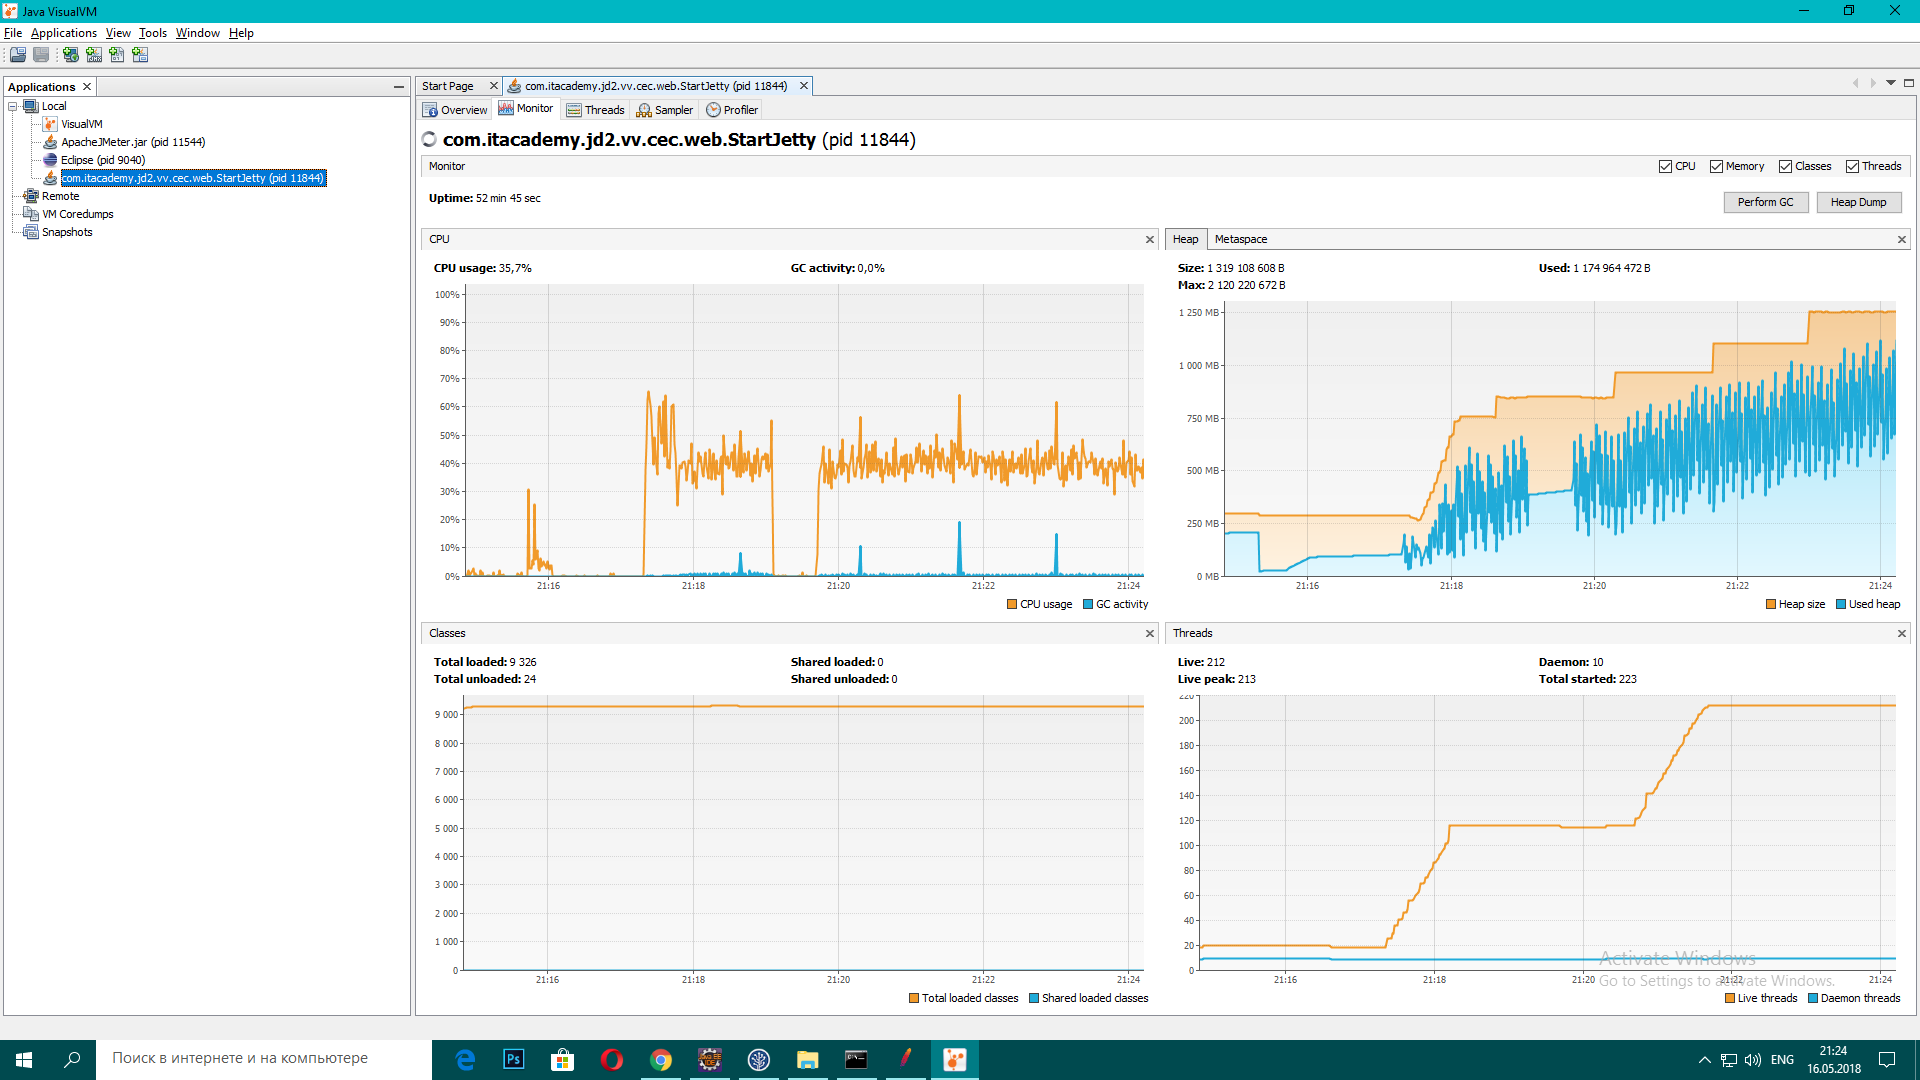 Java VisualVM
File Applications View Tools Window Help
Applications
Local
VisualVM
ApacheJMeter.jar (pid 11544)
Eclipse (pid 9040)
com.itacademy.jd2.vv.cec.web.StartJetty (pid 11844)
Remote
VM Coredumps
Snapshots
Start Page com.itacademy.jd2.vv.cec.web.StartJetty (pid 11844)
Overview Monitor Threads Sampler Profiler
com.itacademy.jd2.vv.cec.web.StartJetty (pid 11844)
Monitor CPU Memory Classes Threads
Uptime: 52 min 45 sec
Perform GC Heap Dump
CPU
CPU usage: 35,7% GC activity: 0,0%
100%
90%
80%
70%
60%
50%
40%
30%
20%
10%
0%
21:16 21:18 21:20 21:22 21:24
CPU usage GC activity
Heap Metaspace
Size: 1 319 108 608 B Used: 1 174 964 472 B
Max: 2 120 220 672 B
1 250 MB
1 000 MB
750 MB
500 MB
250 MB
0 MB
21:16 21:18 21:20 21:22 21:24
Heap size Used heap
Classes
Total loaded: 9 326 Shared loaded: 0
Total unloaded: 24 Shared unloaded: 0
9 000
8 000
7 000
6 000
5 000
4 000
3 000
2 000
1 000
0
21:16 21:18 21:20 21:22 21:24
Total loaded classes Shared loaded classes
Threads
Live: 212 Daemon: 10
Live peak: 213 Total started: 223
220
200
180
160
140
120
100
80
60
40
20
0
21:16 21:18 21:20 21:22 21:24
Live threads Daemon threads
Activate Windows
Go to Settings to activate Windows.
Поиск в интернете и на компьютере
Ps
ENG
21:24
16.05.2018